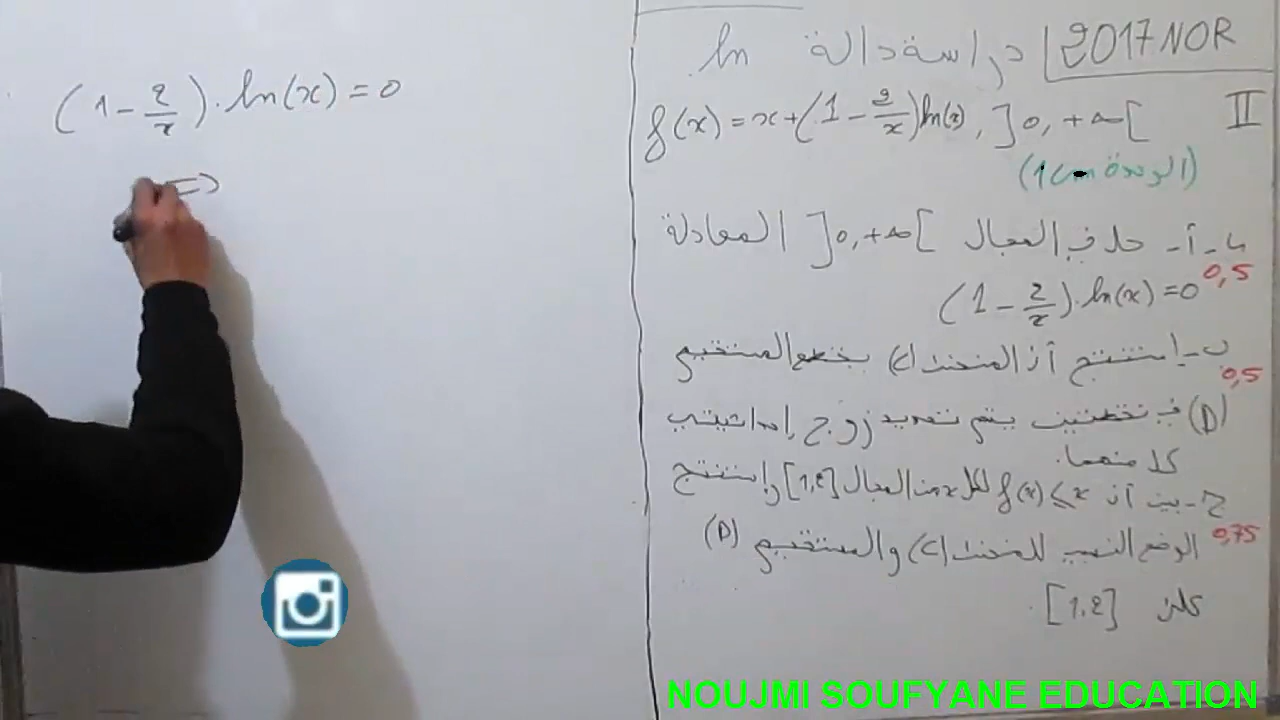 2017 NOR دراسة دالة ln
II
f(x) = x + (1 - 2/x) ln(x) , ]0, +∞[
(الوحدة 1cm)
4 - أ - حل في المجال ]0, +∞[ المعادلة
0,5
(1 - 2/x) . ln(x) = 0
ب - إستنتج أن المنحنى (C) يقطع المستقيم
0,5
(D) في نقطتين يتم تحديد زوج إحداثيتي
كلا منهما.
ج - بين أن f(x) ≤ x لكل x من المجال [1,2] وإستنتج
0,75
الوضع النسبي للمنحنى (C) والمستقيم (D)
على [1,2]
(1 - 2/x) . ln(x) = 0
⇒
NOUJMI SOUFYANE EDUCATION